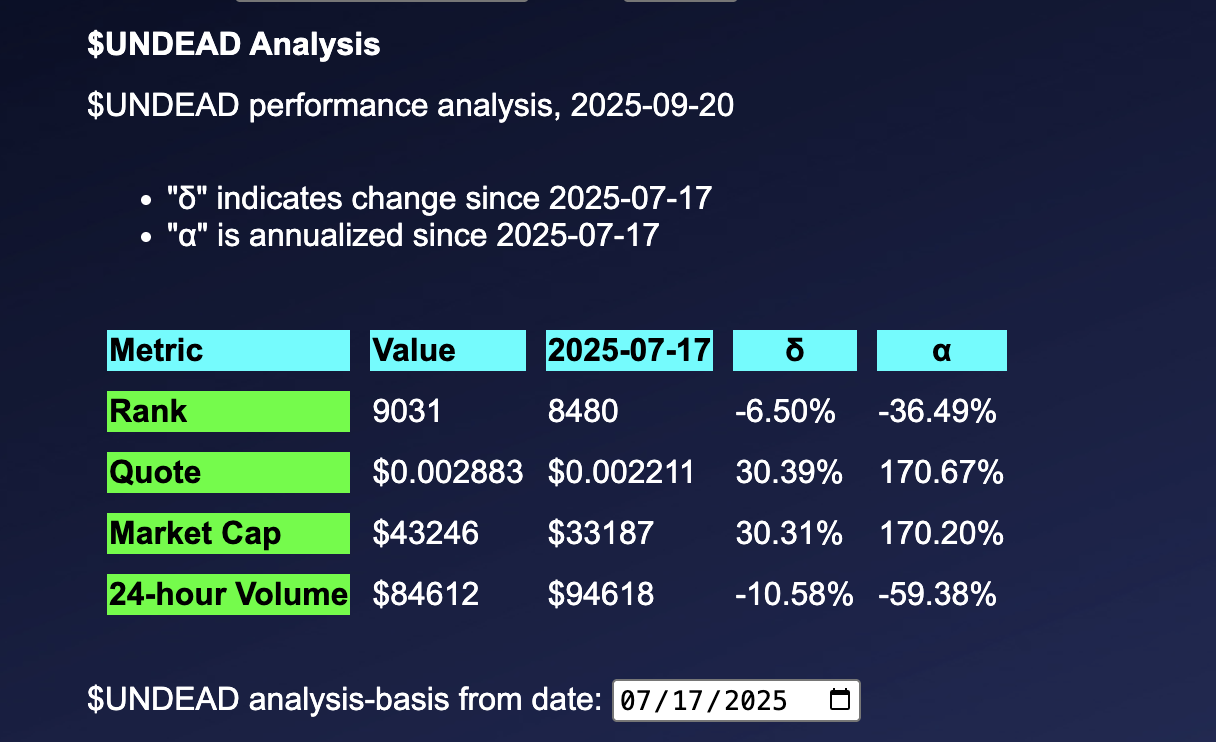 $UNDEAD Analysis
$UNDEAD performance analysis, 2025-09-20
• "δ" indicates change since 2025-07-17
• "α" is annualized since 2025-07-17
Metric Value 2025-07-17 δ α
Rank 9031 8480 -6.50% -36.49%
Quote $0.002883 $0.002211 30.39% 170.67%
Market Cap $43246 $33187 30.31% 170.20%
24-hour Volume $84612 $94618 -10.58% -59.38%
$UNDEAD analysis-basis from date: 07/17/2025